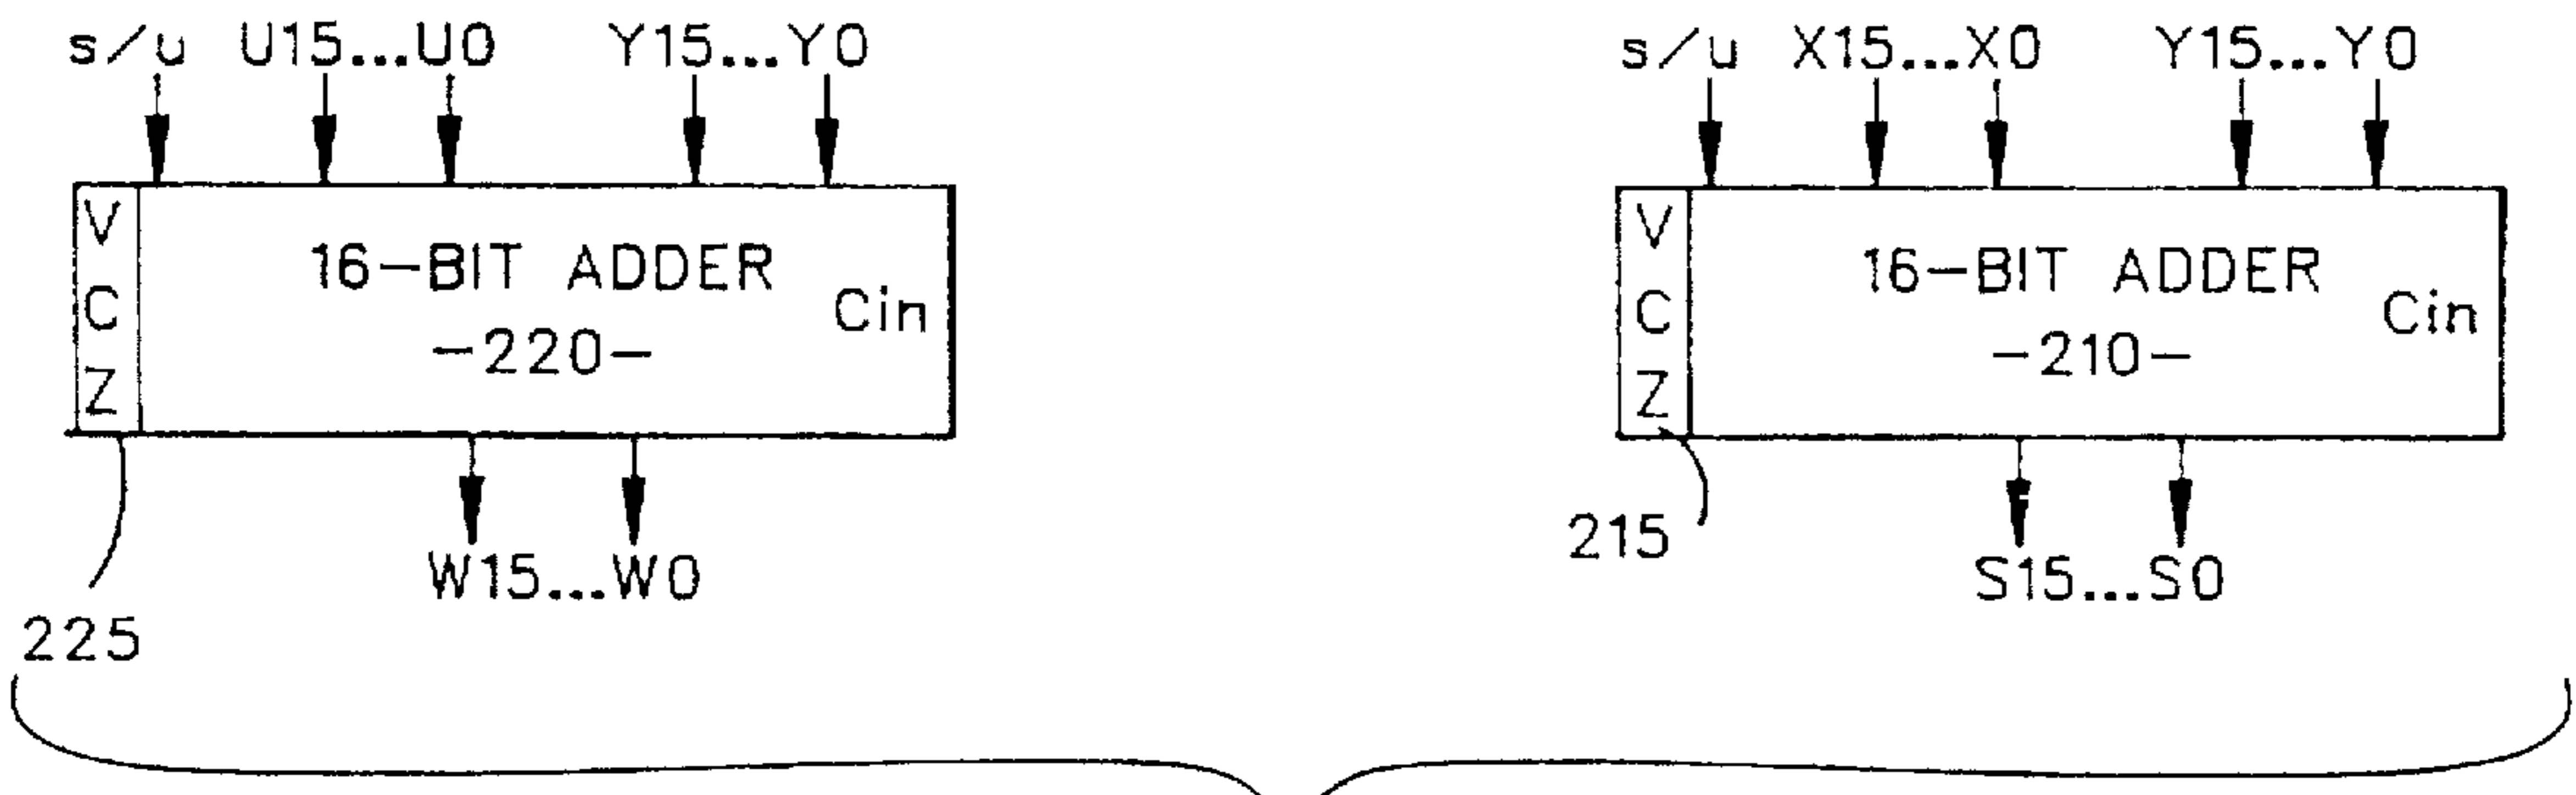 s/u U15...U0 Y15...Y0
V
C
Z
16-BIT ADDER
-220-
Cin
W15...W0
225
s/u X15...X0 Y15...Y0
V
C
Z
16-BIT ADDER
-210-
Cin
215
S15...S0